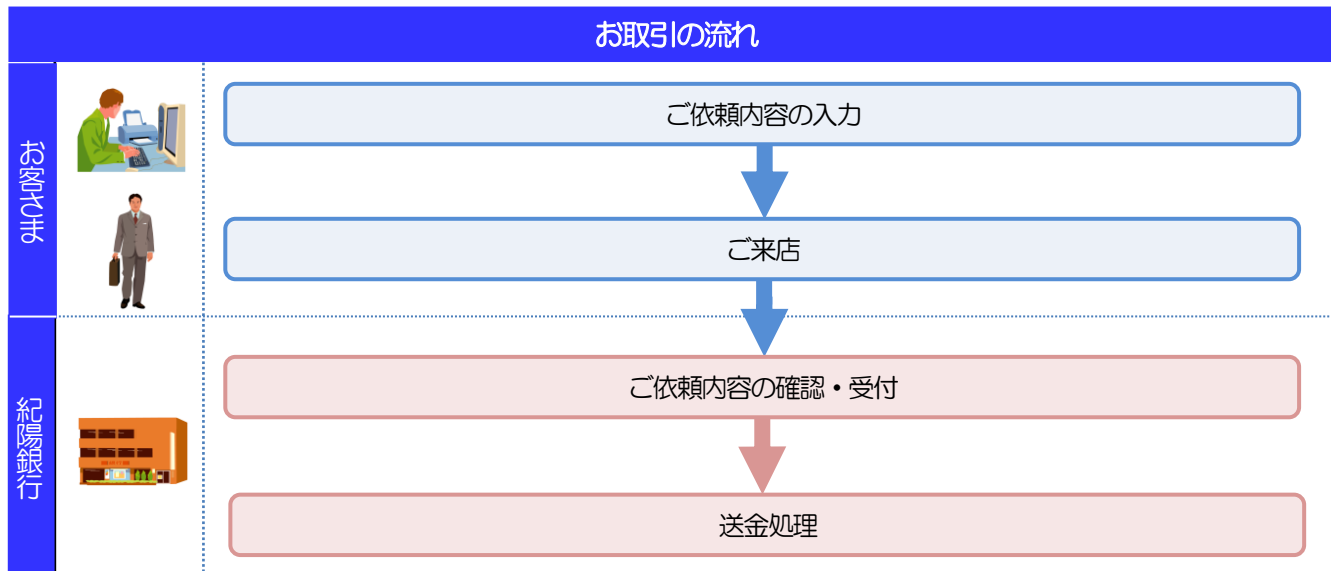 お取引の流れ
お客さま
ご依頼内容の入力
ご来店
紀陽銀行
ご依頼内容の確認・受付
送金処理